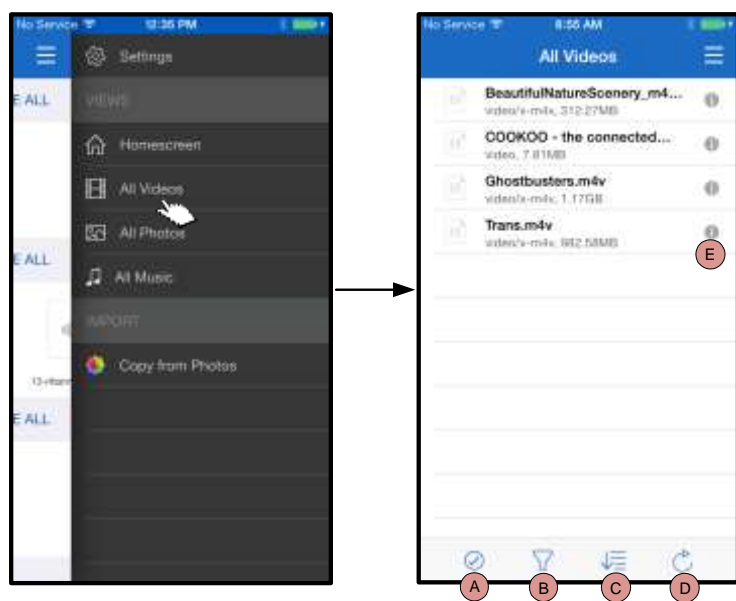 No Service 12:35 PM
Settings
E ALL
VIEWS
Homescreen
All Videos
All Photos
E ALL
All Music
IMPORT
Copy from Photos
E ALL
No Service 8:55 AM
All Videos
BeautifulNatureScenery_m4...
video/x-m4v, 312.27MB
COOKOO - the connected...
video, 7.81MB
Ghostbusters.m4v
video/x-m4v, 1.17GB
Trans.m4v
video/x-m4v, 982.58MB
E
A
B
C
D